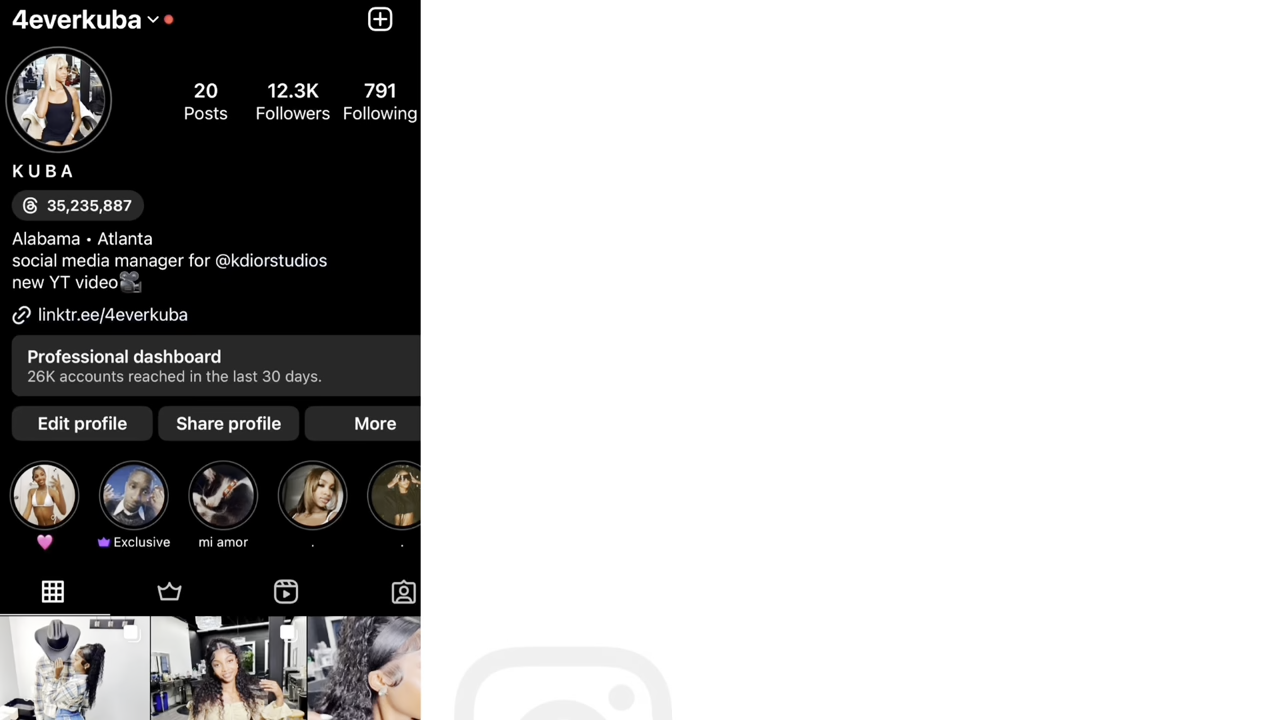 4everkuba
20 12.3K 791
Posts Followers Following
K U B A
35,235,887
Alabama • Atlanta
social media manager for @kdiorstudios
new YT video🎥
linktr.ee/4everkuba
Professional dashboard
26K accounts reached in the last 30 days.
Edit profile Share profile More
🩷 Exclusive mi amor . .